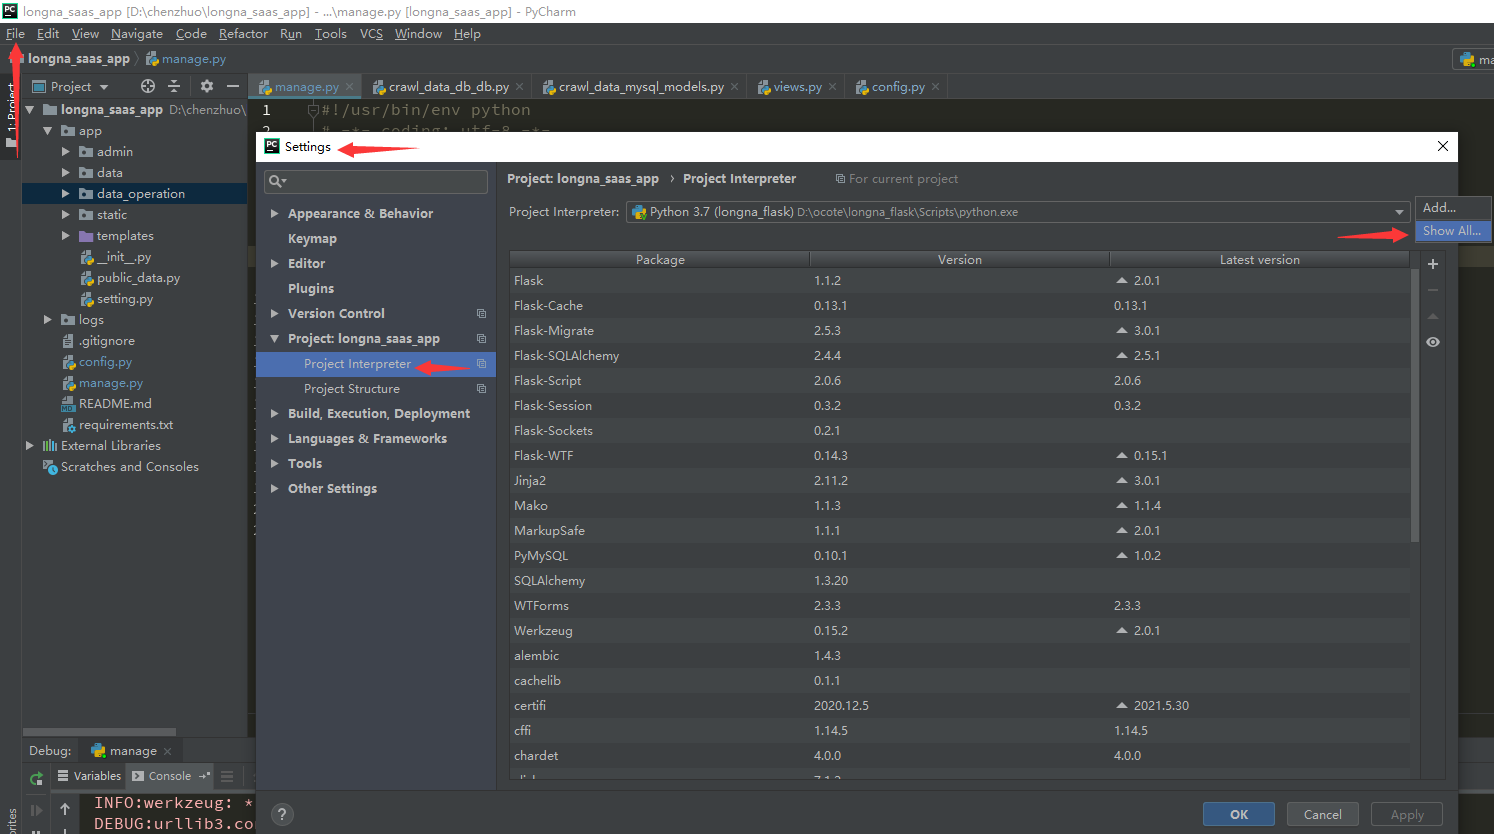 longna_saas_app [D:\chenzhuo\longna_saas_app] - ...\manage.py [longna_saas_app] - PyCharm
File Edit View Navigate Code Refactor Run Tools VCS Window Help
longna_saas_app manage.py
1: Project
Project
manage.py crawl_data_db_db.py crawl_data_mysql_models.py views.py config.py
longna_saas_app D:\chenzhuo\
app
admin
data
data_operation
static
templates
__init__.py
public_data.py
setting.py
logs
.gitignore
config.py
manage.py
README.md
requirements.txt
External Libraries
Scratches and Consoles
1 #!/usr/bin/env python
2 # -*- coding: utf-8 -*-
Settings
Appearance & Behavior
Keymap
Editor
Plugins
Version Control
Project: longna_saas_app
Project Interpreter
Project Structure
Build, Execution, Deployment
Languages & Frameworks
Tools
Other Settings
Project: longna_saas_app › Project Interpreter For current project
Project Interpreter: Python 3.7 (longna_flask) D:\ocote\longna_flask\Scripts\python.exe
Add...
Show All...
Package Version Latest version
Flask 1.1.2 2.0.1
Flask-Cache 0.13.1 0.13.1
Flask-Migrate 2.5.3 3.0.1
Flask-SQLAlchemy 2.4.4 2.5.1
Flask-Script 2.0.6 2.0.6
Flask-Session 0.3.2 0.3.2
Flask-Sockets 0.2.1
Flask-WTF 0.14.3 0.15.1
Jinja2 2.11.2 3.0.1
Mako 1.1.3 1.1.4
MarkupSafe 1.1.1 2.0.1
PyMySQL 0.10.1 1.0.2
SQLAlchemy 1.3.20
WTForms 2.3.3 2.3.3
Werkzeug 0.15.2 2.0.1
alembic 1.4.3
cachelib 0.1.1
certifi 2020.12.5 2021.5.30
cffi 1.14.5 1.14.5
chardet 4.0.0 4.0.0
OK Cancel Apply
Debug: manage
Variables Console
INFO:werkzeug: *
DEBUG:urllib3.co